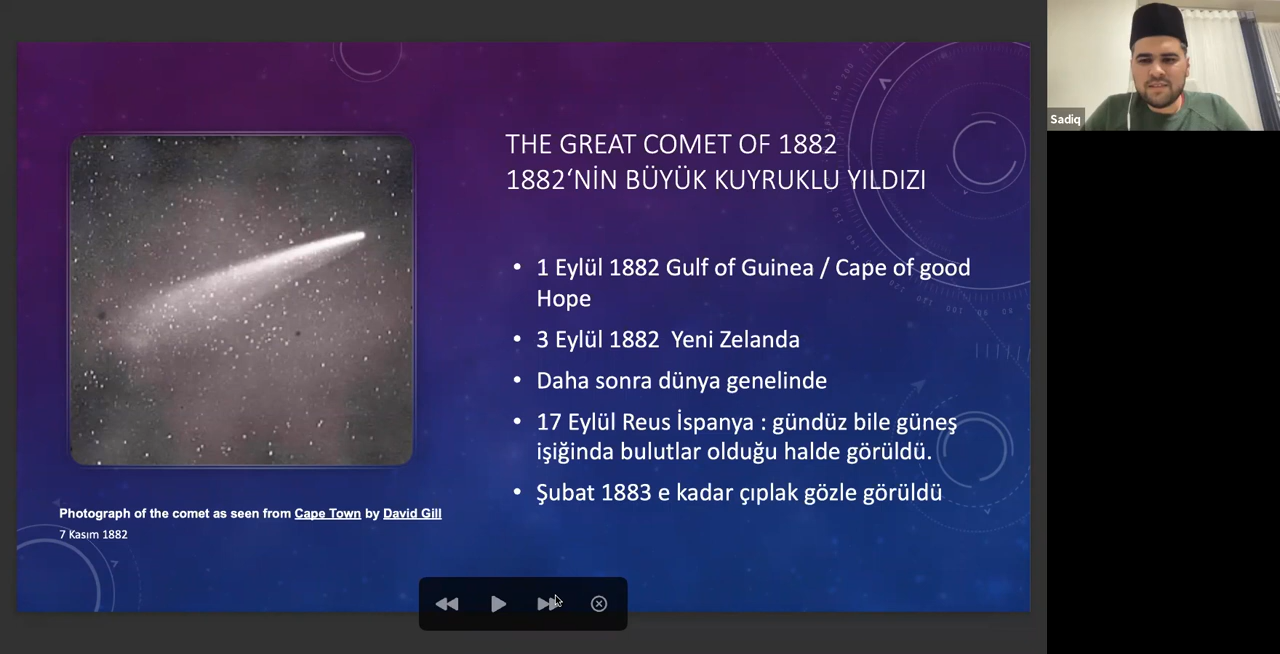 Sadiq
THE GREAT COMET OF 1882
1882‘NİN BÜYÜK KUYRUKLU YILDIZI
• 1 Eylül 1882 Gulf of Guinea / Cape of good
Hope
• 3 Eylül 1882  Yeni Zelanda
• Daha sonra dünya genelinde
• 17 Eylül Reus İspanya : gündüz bile güneş
işiğinda bulutlar olduğu halde görüldü.
• Şubat 1883 e kadar çıplak gözle görüldü
Photograph of the comet as seen from Cape Town by David Gill
7 Kasım 1882